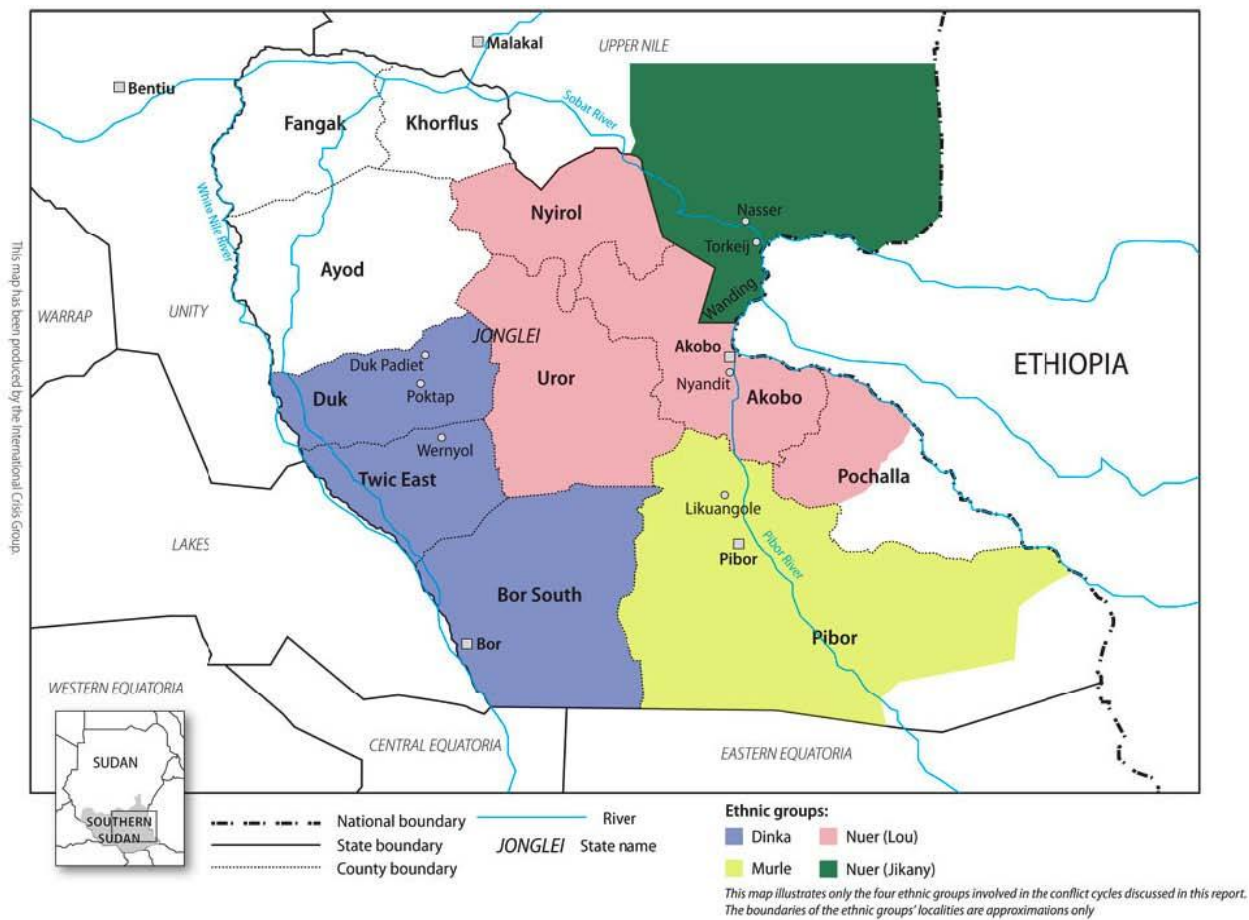 Malakal
UPPER NILE
Bentiu
Sobat River
Fangak
Khorflus
White Nile River
Nyirol
Nasser
Torkeij
Ayod
Wanding
WARRAP
UNITY
JONGLEI
Duk Padiet
Akobo
ETHIOPIA
Duk
Poktap
Uror
Nyandit
Akobo
Wernyol
Twic East
Pochalla
Likuangole
LAKES
Pibor
Pibor River
Bor South
Bor
Pibor
WESTERN EQUATORIA
CENTRAL EQUATORIA
EASTERN EQUATORIA
SUDAN
SOUTHERN
SUDAN
This map has been produced by the International Crisis Group.
National boundary
River
State boundary
JONGLEI State name
County boundary
Ethnic groups:
Dinka
Nuer (Lou)
Murle
Nuer (Jikany)
This map illustrates only the four ethnic groups involved in the conflict cycles discussed in this report.
The boundaries of the ethnic groups' localities are approximaions only